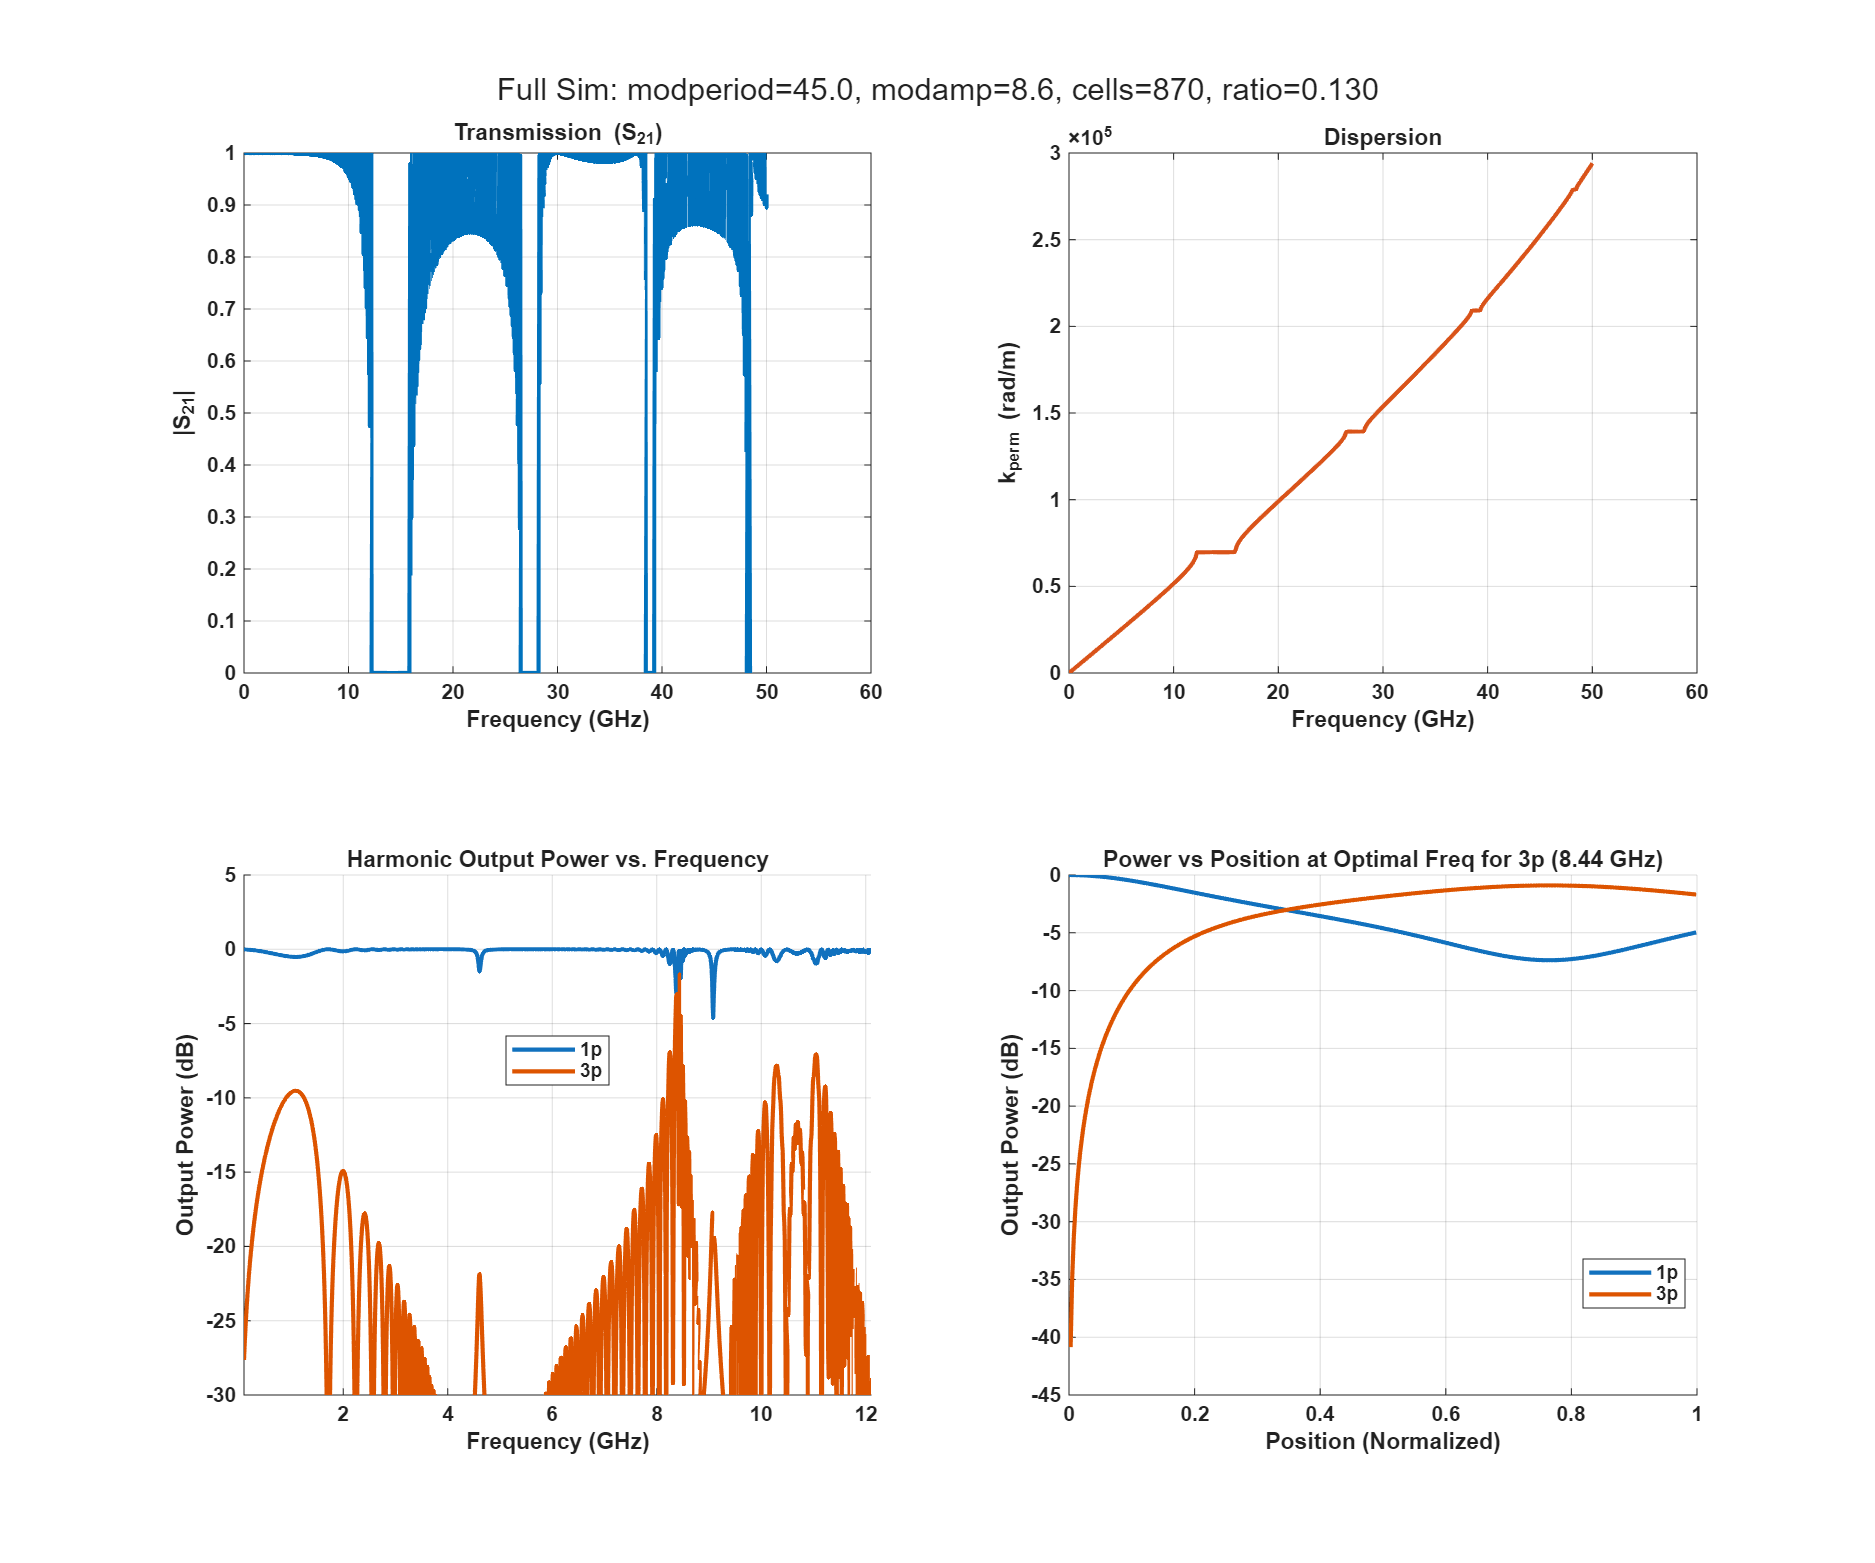 Full Sim: modperiod=45.0, modamp=8.6, cells=870, ratio=0.130
Transmission (S21)
|S21|
1
0.9
0.8
0.7
0.6
0.5
0.4
0.3
0.2
0.1
0
0 10 20 30 40 50 60
Frequency (GHz)
×10^5
Dispersion
kperm (rad/m)
3
2.5
2
1.5
1
0.5
0
0 10 20 30 40 50 60
Frequency (GHz)
Harmonic Output Power vs. Frequency
Output Power (dB)
5
0
-5
-10
-15
-20
-25
-30
1p
3p
2 4 6 8 10 12
Frequency (GHz)
Power vs Position at Optimal Freq for 3p (8.44 GHz)
Output Power (dB)
0
-5
-10
-15
-20
-25
-30
-35
-40
-45
1p
3p
0 0.2 0.4 0.6 0.8 1
Position (Normalized)